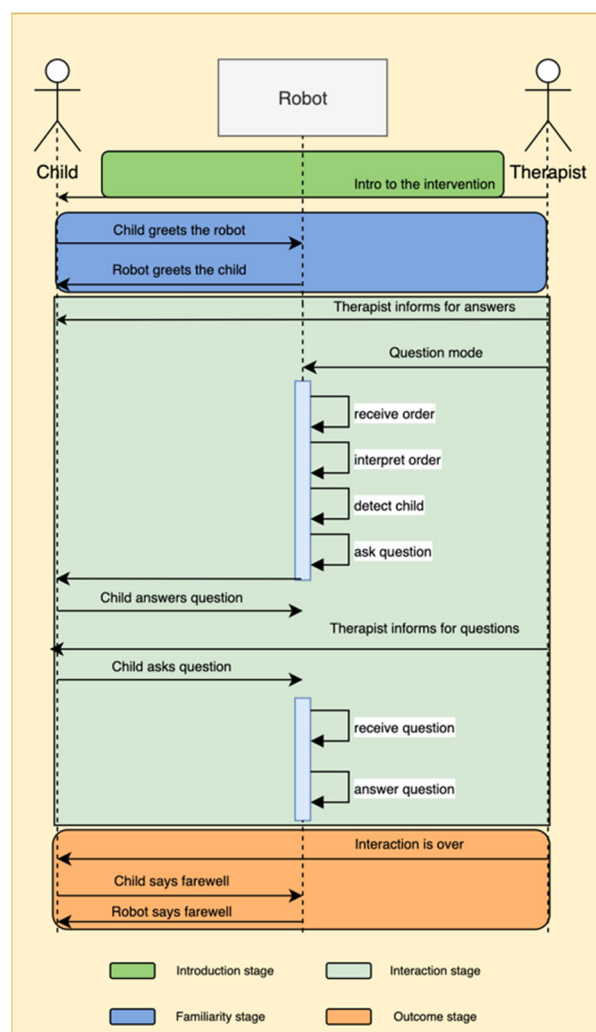 Robot
Child
Therapist
Intro to the intervention
Child greets the robot
Robot greets the child
Therapist informs for answers
Question mode
receive order
interpret order
detect child
ask question
Child answers question
Therapist informs for questions
Child asks question
receive question
answer question
Interaction is over
Child says farewell
Robot says farewell
Introduction stage
Interaction stage
Familiarity stage
Outcome stage